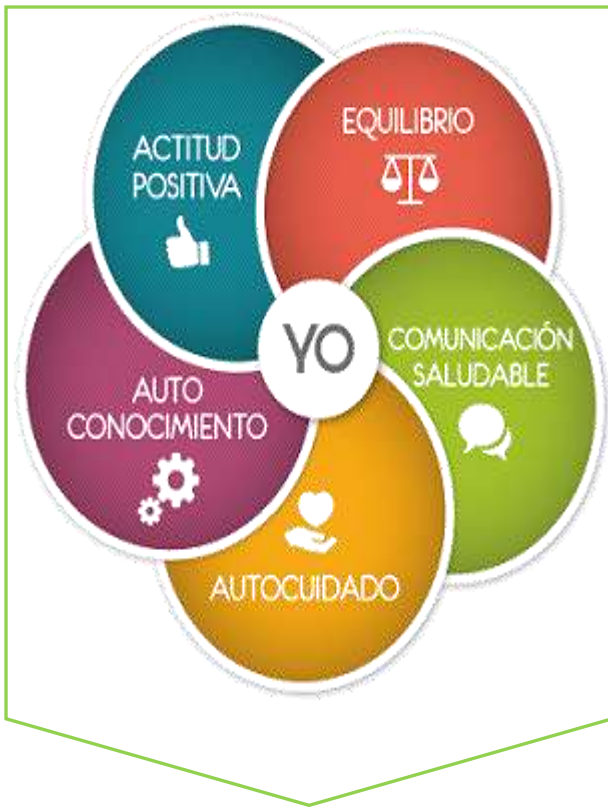 ACTITUD
POSITIVA
EQUILIBRIO
YO
COMUNICACIÓN
SALUDABLE
AUTO
CONOCIMIENTO
AUTOCUIDADO